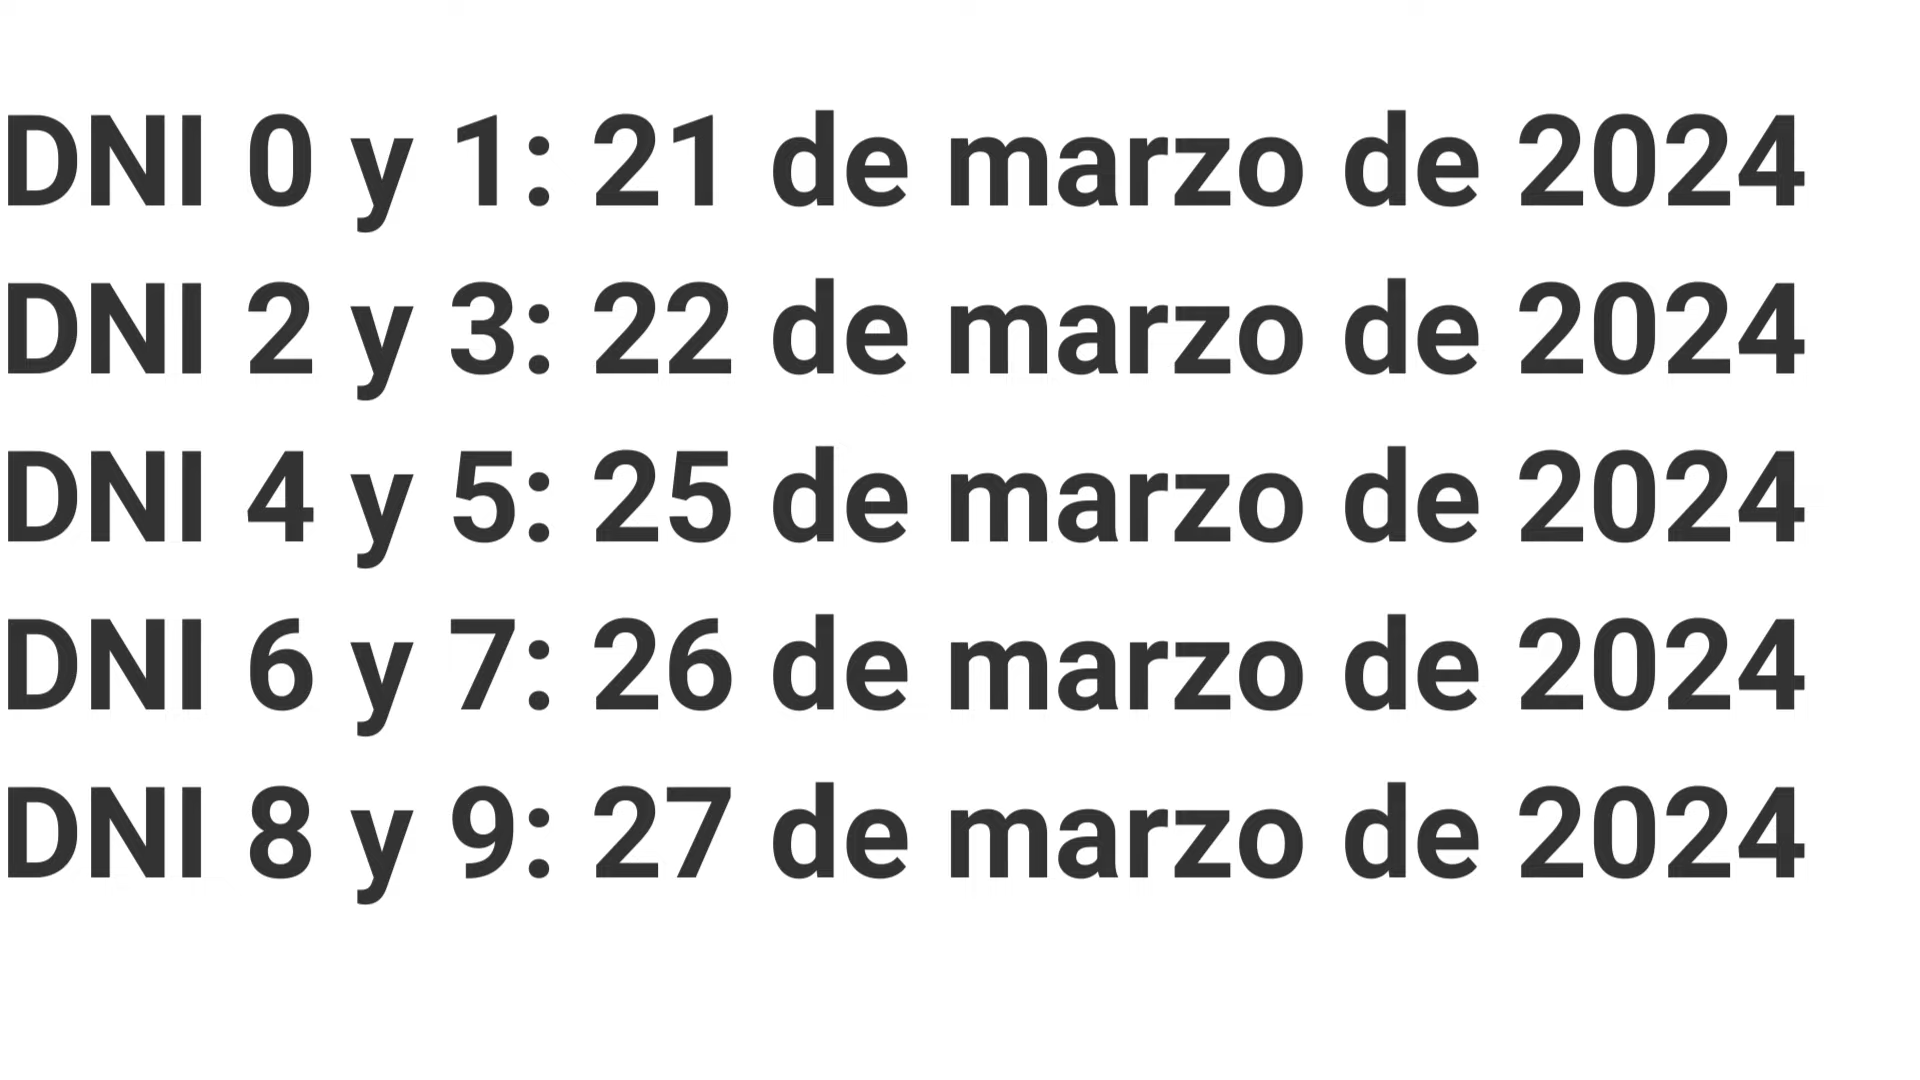 DNI 0 y 1: 21 de marzo de 2024
DNI 2 y 3: 22 de marzo de 2024
DNI 4 y 5: 25 de marzo de 2024
DNI 6 y 7: 26 de marzo de 2024
DNI 8 y 9: 27 de marzo de 2024